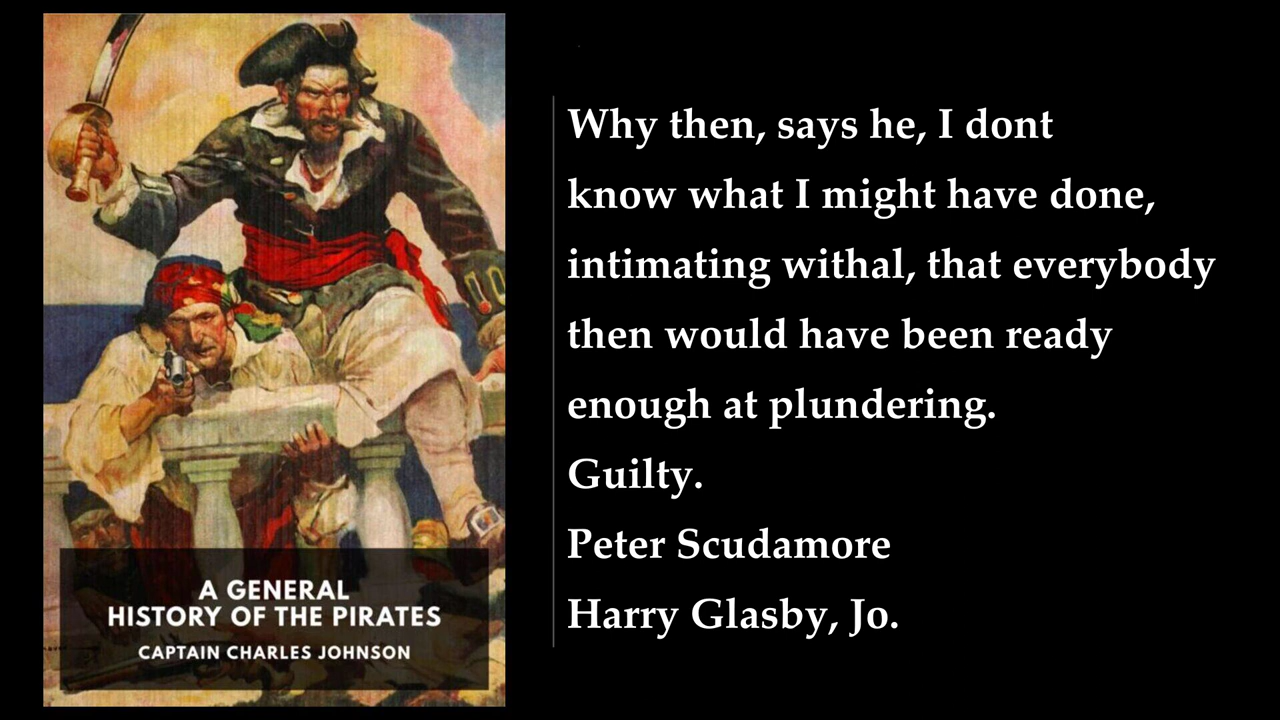 A GENERAL
HISTORY OF THE PIRATES
CAPTAIN CHARLES JOHNSON
Why then, says he, I dont
know what I might have done,
intimating withal, that everybody
then would have been ready
enough at plundering.
Guilty.
Peter Scudamore
Harry Glasby, Jo.